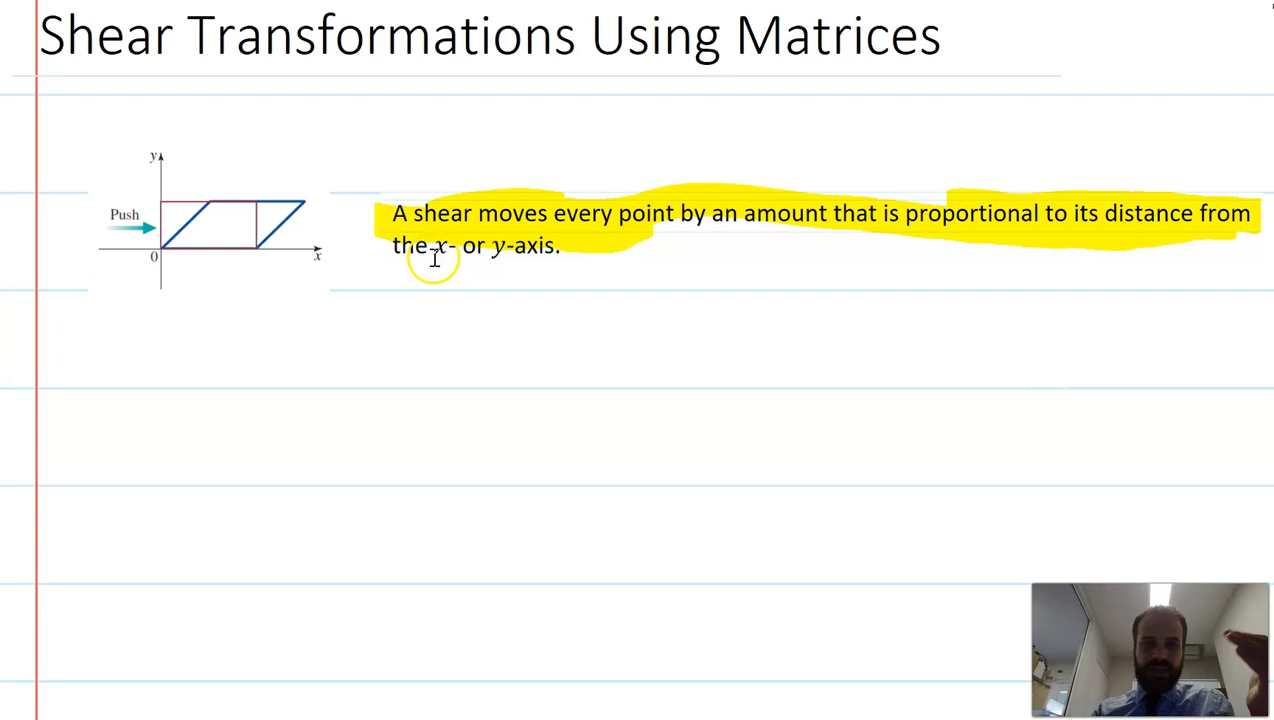 Shear Transformations Using Matrices
y
Push
0
x
A shear moves every point by an amount that is proportional to its distance from
the x- or y-axis.